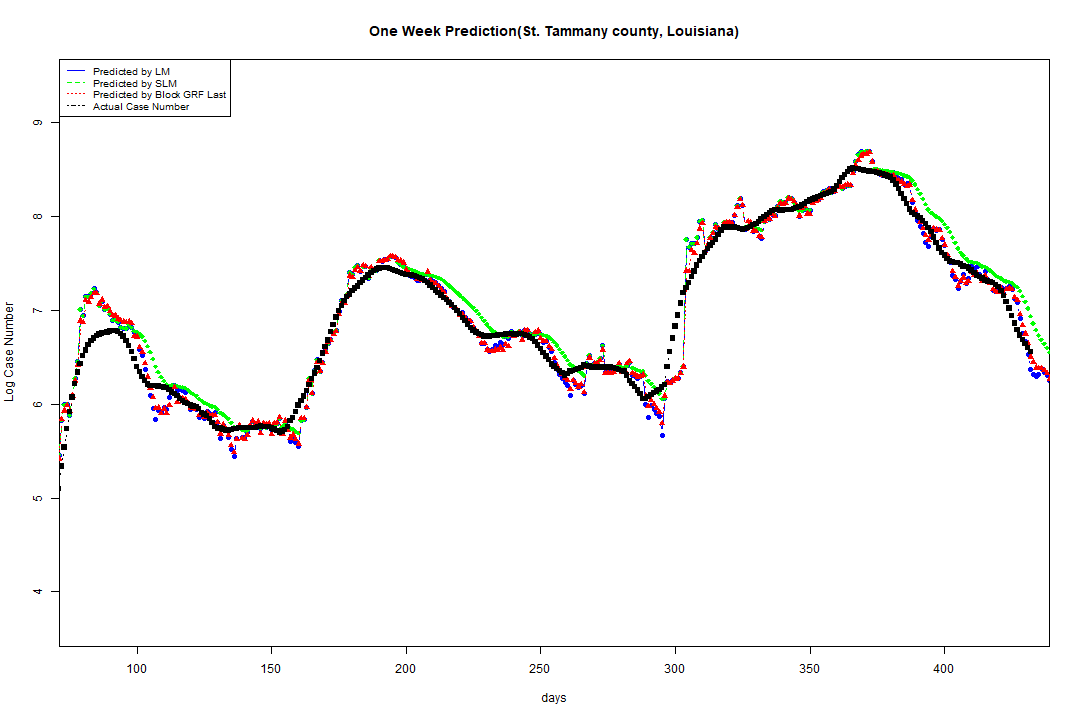 One Week Prediction(St. Tammany county, Louisiana)
Predicted by LM
Predicted by SLM
Predicted by Block GRF Last
Actual Case Number
9
8
7
6
5
4
Log Case Number
100 150 200 250 300 350 400
days